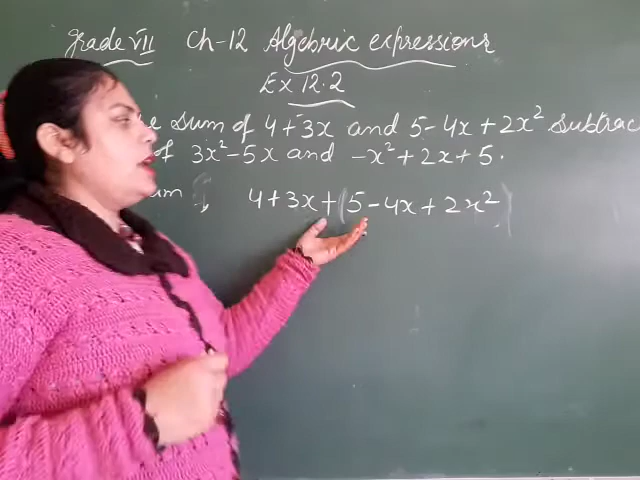 Grade VII Ch-12 Algebric expressions
Ex 12.2
sum of 4+3x and 5-4x+2x² subtrac
of 3x²-5x and -x²+2x+5.
4+3x+(5-4x+2x²)